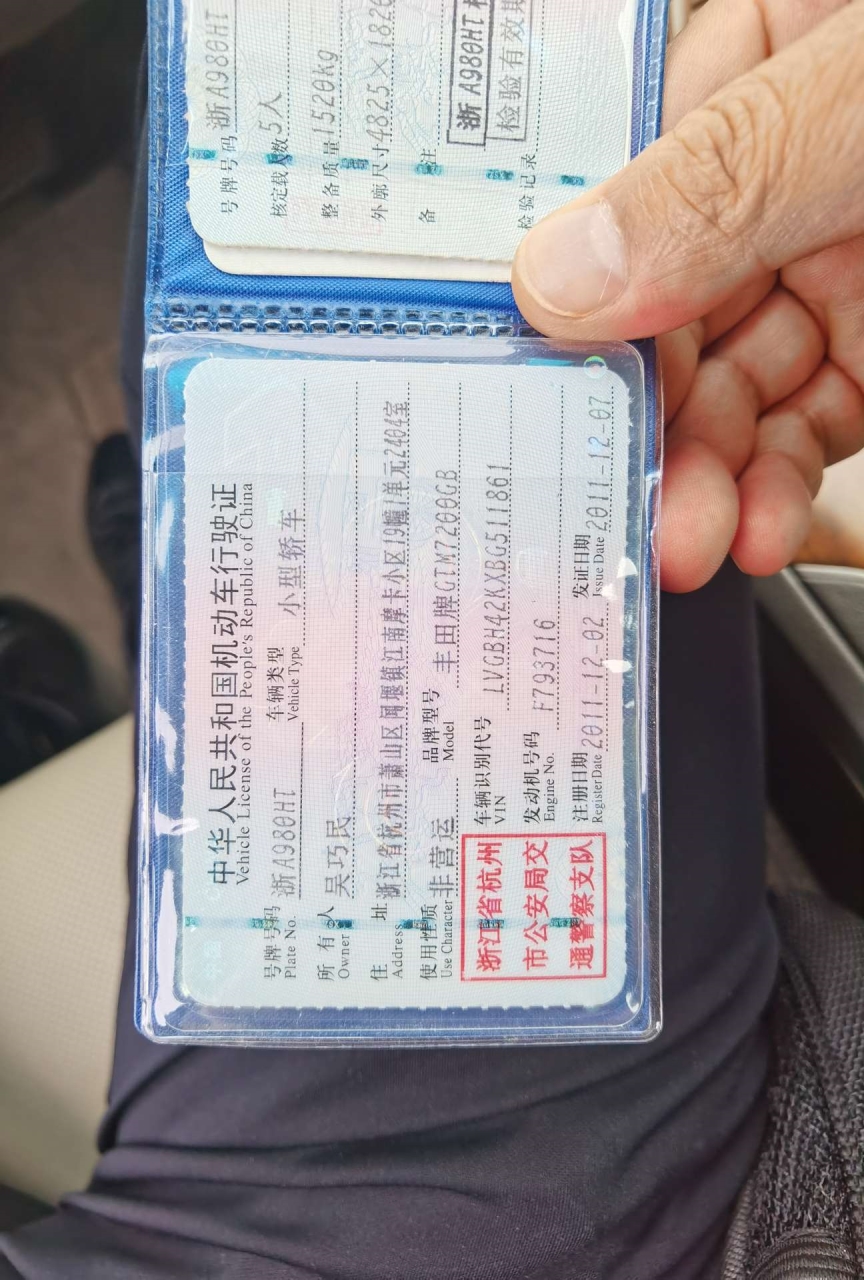 中华人民共和国机动车行驶证
Vehicle License of the People's Republic of China
号牌号码 Plate No. 浙A980HT 车辆类型 Vehicle Type 小型轿车
所有人 Owner 吴巧民
住址 Address 浙江省杭州市萧山区闻堰镇江南摩卡小区19幢1单元2404室
使用性质 Use Character 非营运 品牌型号 Model 丰田牌GTM7200GB
浙江省杭州
市公安局交
通警察支队
车辆识别代号 VIN LVGBH42KXBG511861
发动机号码 Engine No. F793716
注册日期 Register Date 2011-12-02 发证日期 Issue Date 2011-12-07
号牌号码 浙A980HT
核定载人数 5人
整备质量 1520kg
外廓尺寸 4825×182
备注
检验记录 浙A980HT
检验有效期